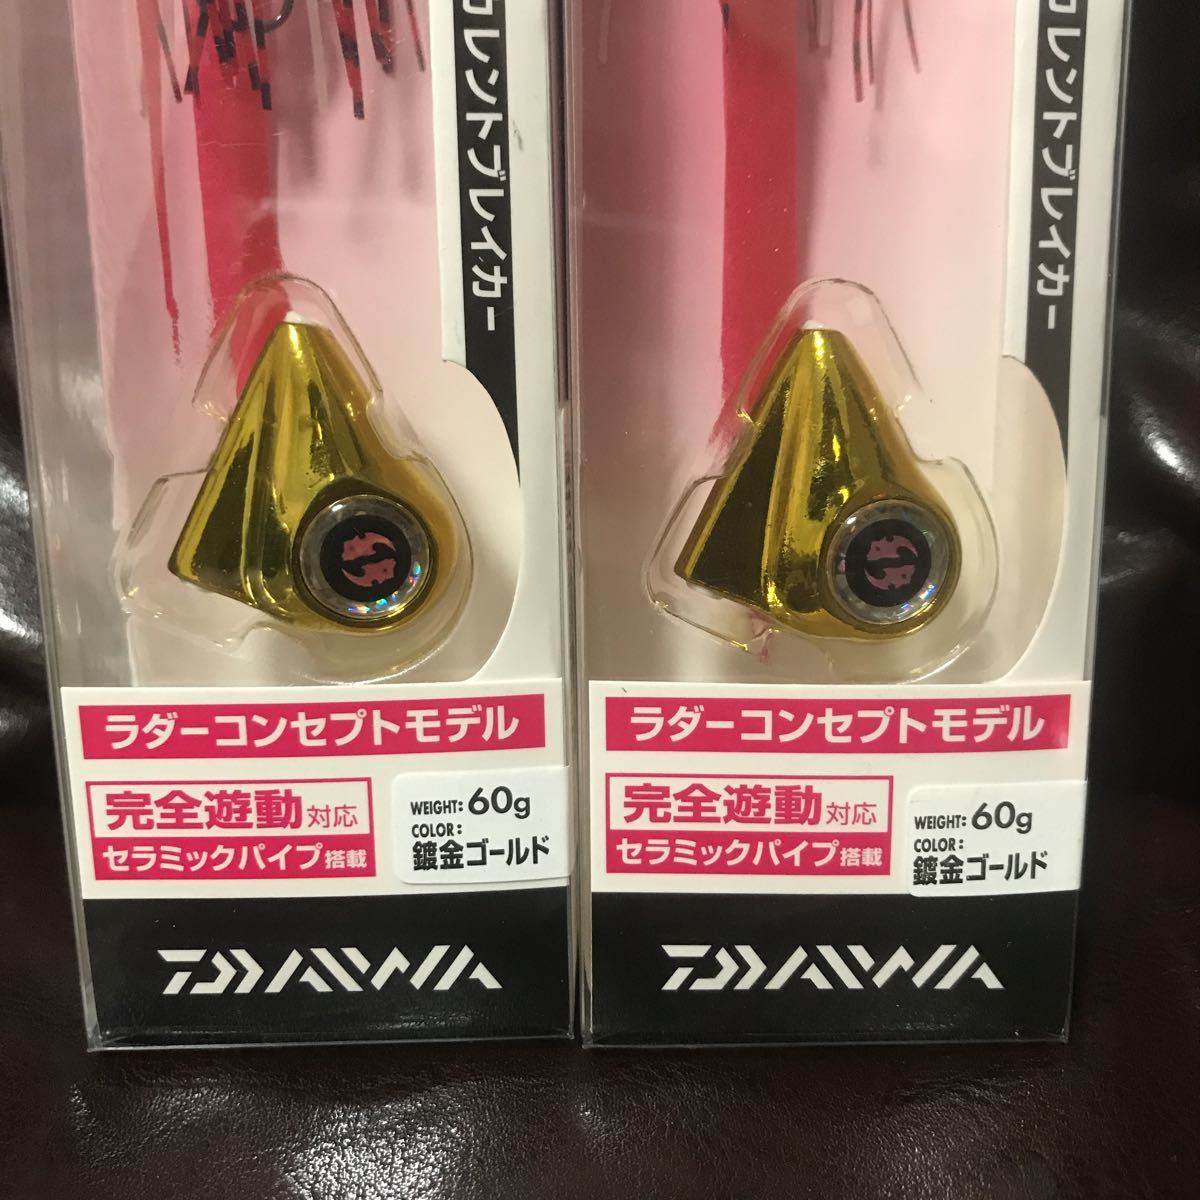 カレントブレイカー
ラダーコンセプトモデル
完全遊動対応
セラミックパイプ搭載
WEIGHT: 60g
COLOR:
鍍金ゴールド
DAIWA
カレントブレイカー
ラダーコンセプトモデル
完全遊動対応
セラミックパイプ搭載
WEIGHT: 60g
COLOR:
鍍金ゴールド
DAIWA